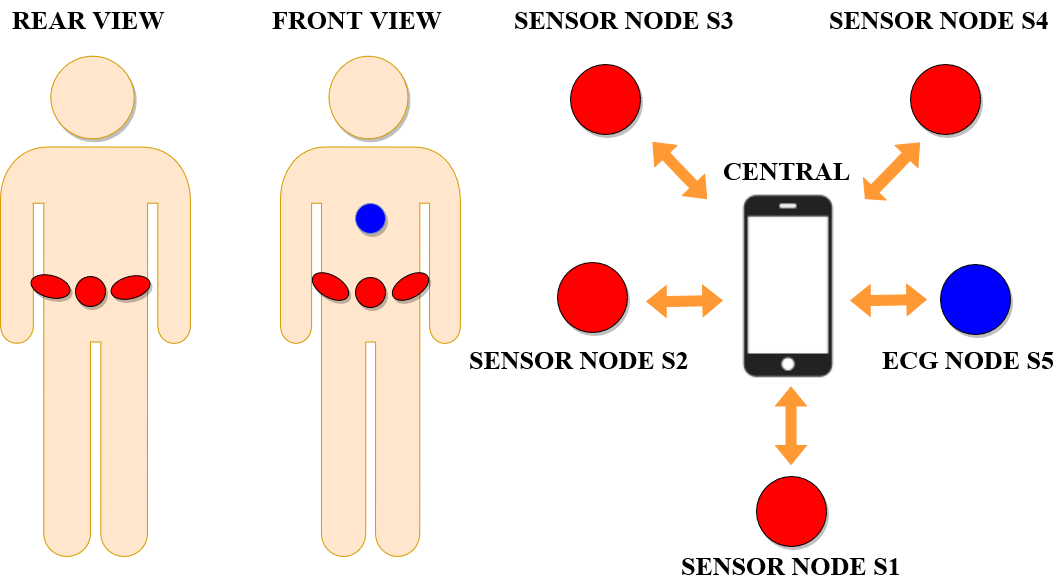 REAR VIEW
FRONT VIEW
SENSOR NODE S3
SENSOR NODE S4
CENTRAL
SENSOR NODE S2
ECG NODE S5
SENSOR NODE S1